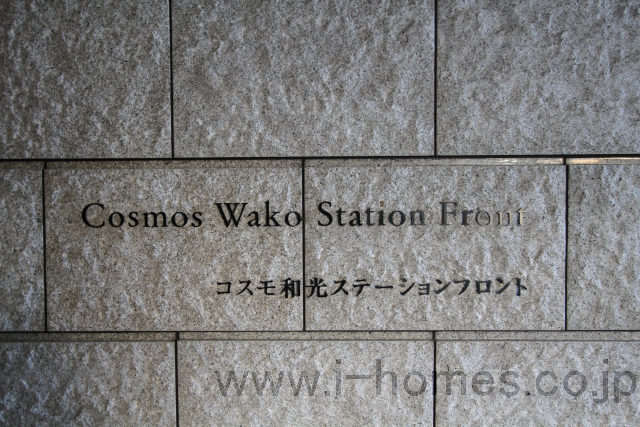 Cosmos Wako Station Front
コスモ和光ステーションフロント
www.i-homes.co.jp